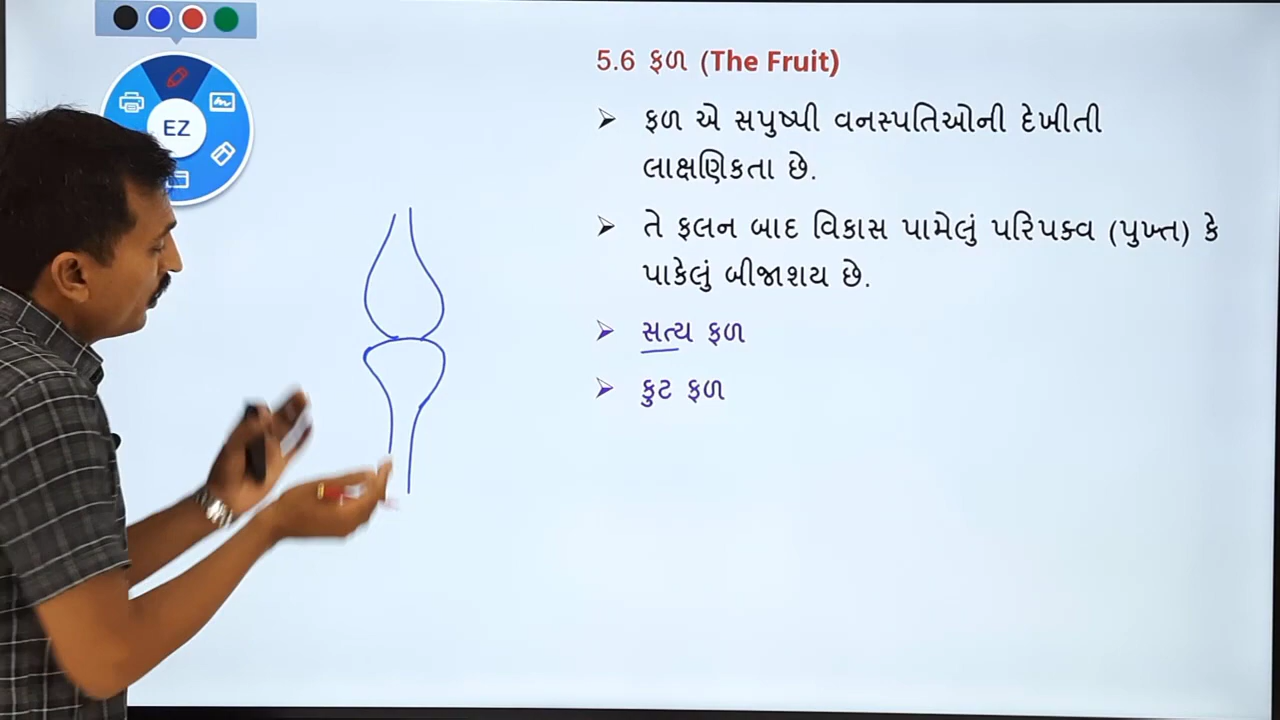 EZ
5.6 ફળ (The Fruit)
➢ ફળ એ સપુષ્પી વનસ્પતિઓની દેખીતી
લાક્ષણિકતા છે.
➢ તે ફલન બાદ વિકાસ પામેલું પરિપક્વ (પુખ્ત) કે
પાકેલું બીજાશય છે.
➢ સત્ય ફળ
➢ કુટ ફળ